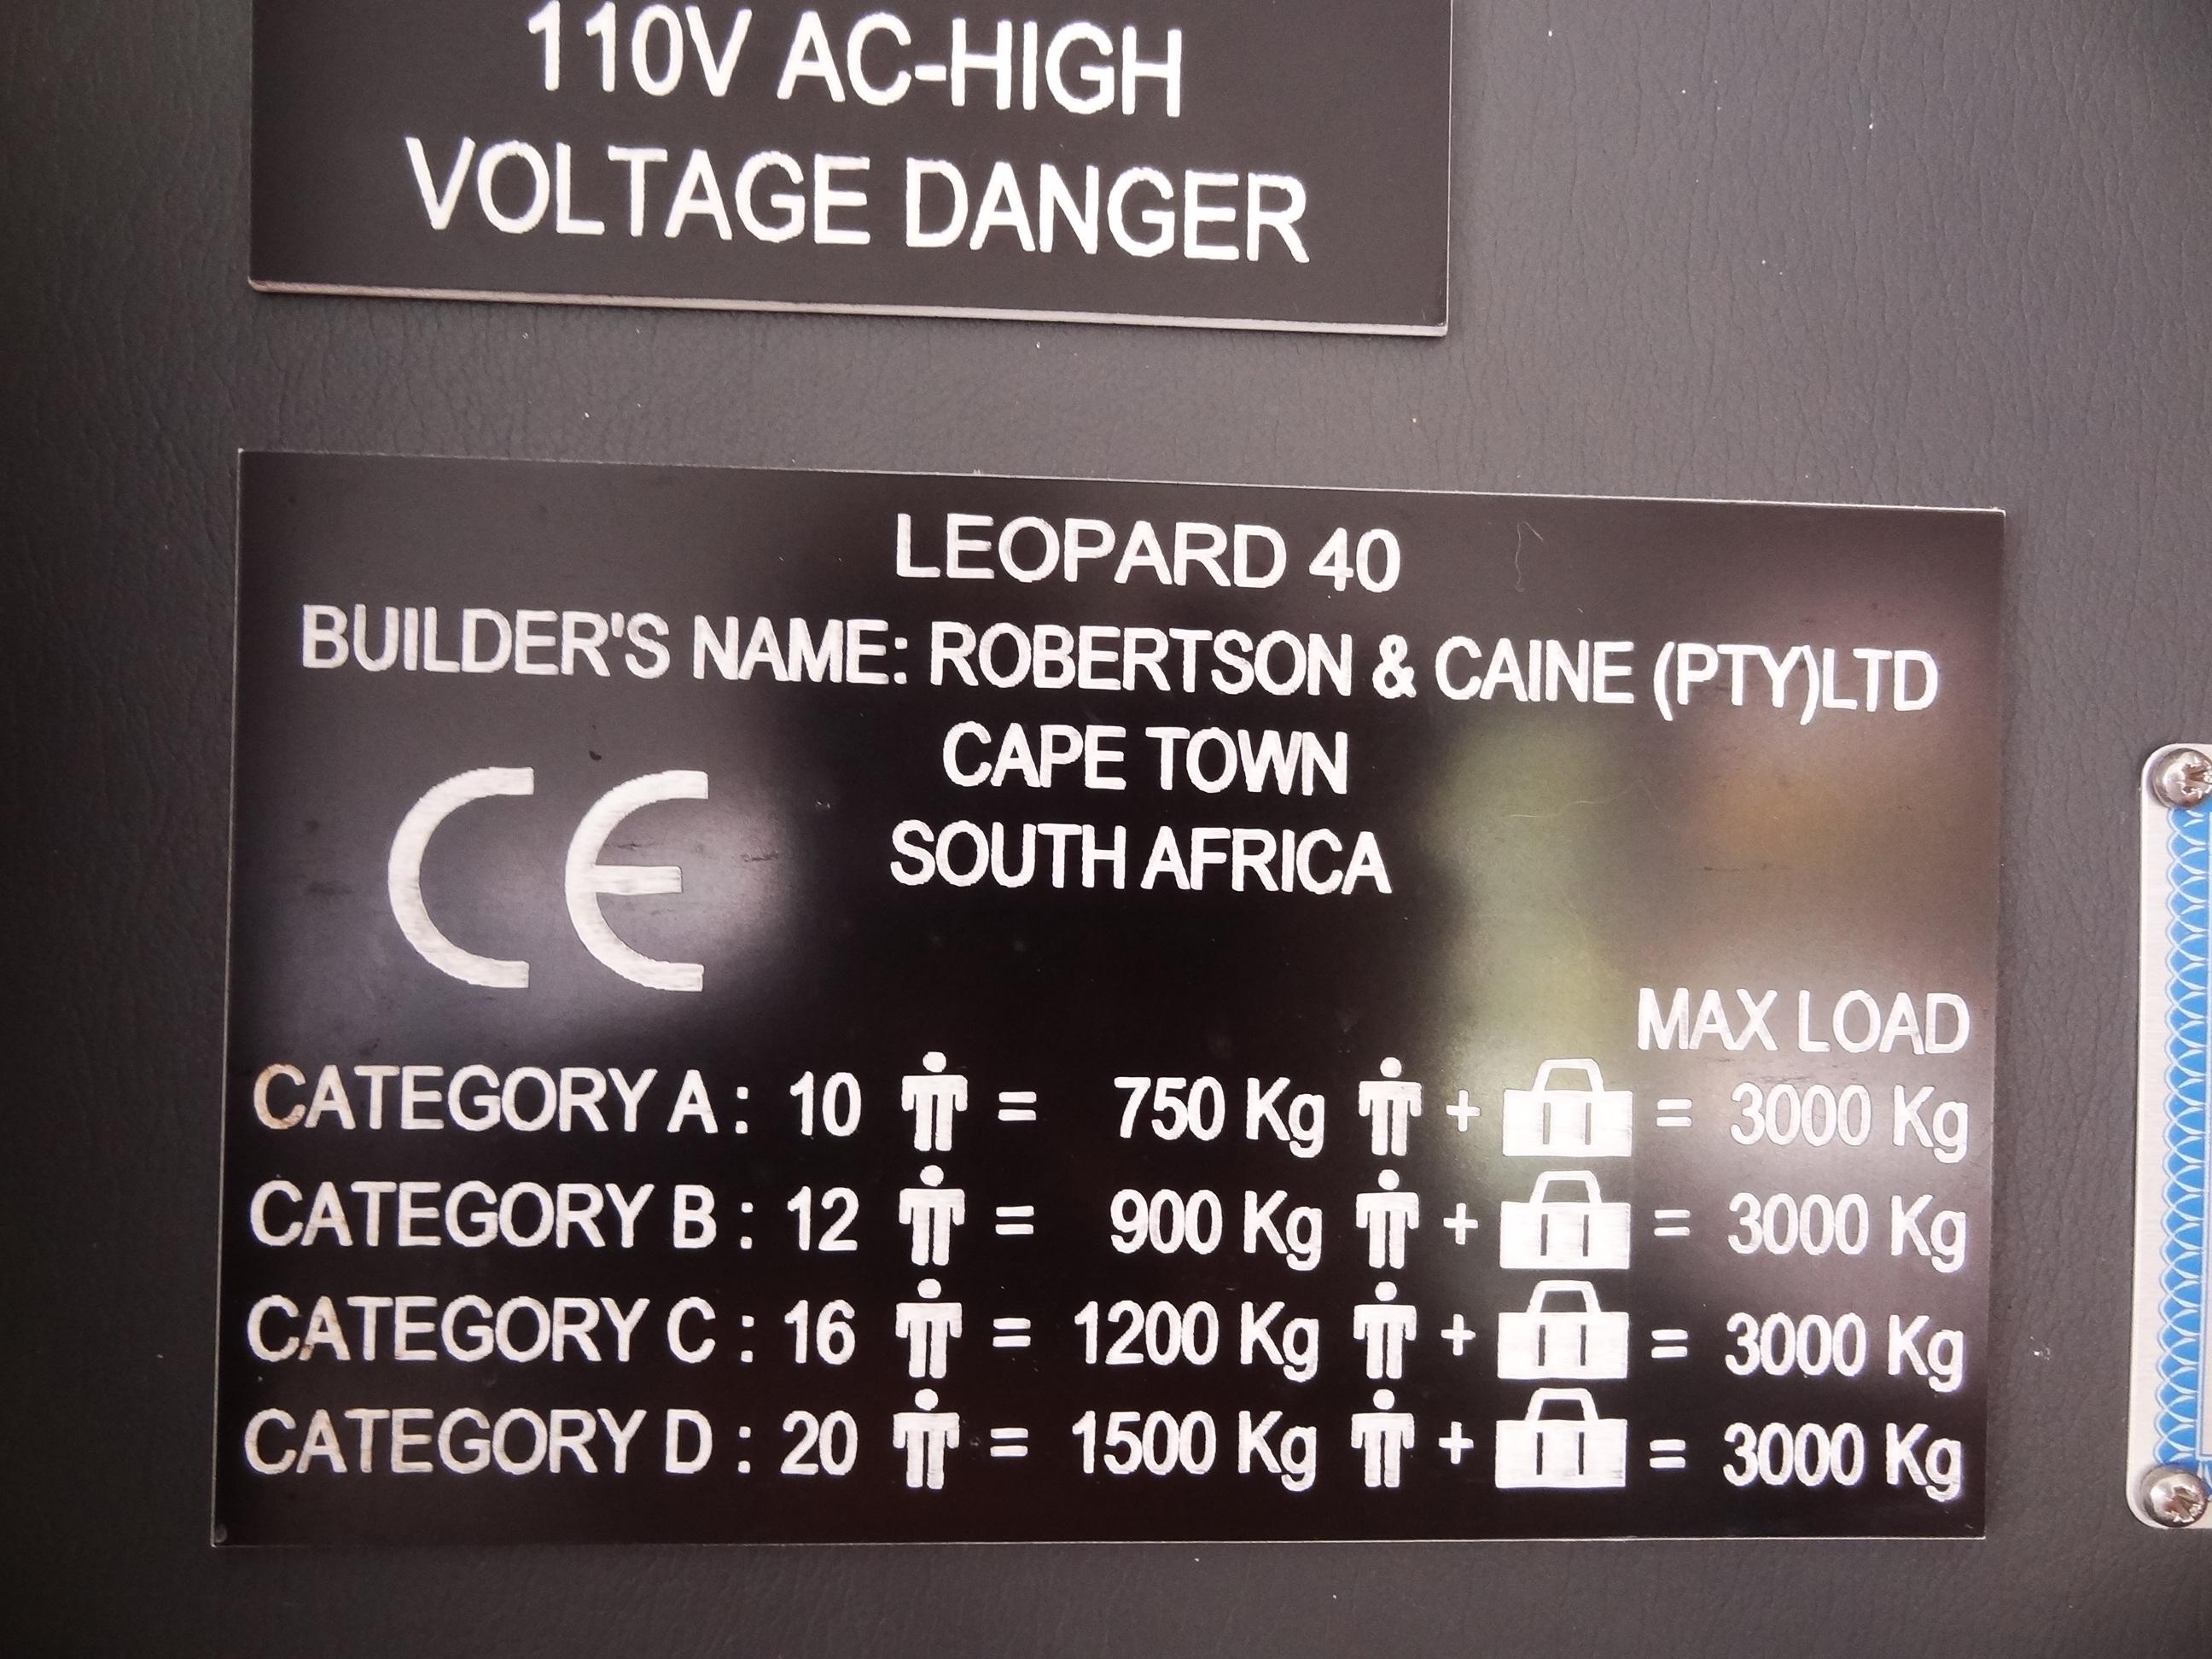 110V AC-HIGH
VOLTAGE DANGER
LEOPARD 40
BUILDER'S NAME: ROBERTSON & CAINE (PTY)LTD
CAPE TOWN
SOUTH AFRICA
CE
MAX LOAD
CATEGORY A : 10 = 750 Kg + = 3000 Kg
CATEGORY B : 12 = 900 Kg + = 3000 Kg
CATEGORY C : 16 = 1200 Kg + = 3000 Kg
CATEGORY D : 20 = 1500 Kg + = 3000 Kg